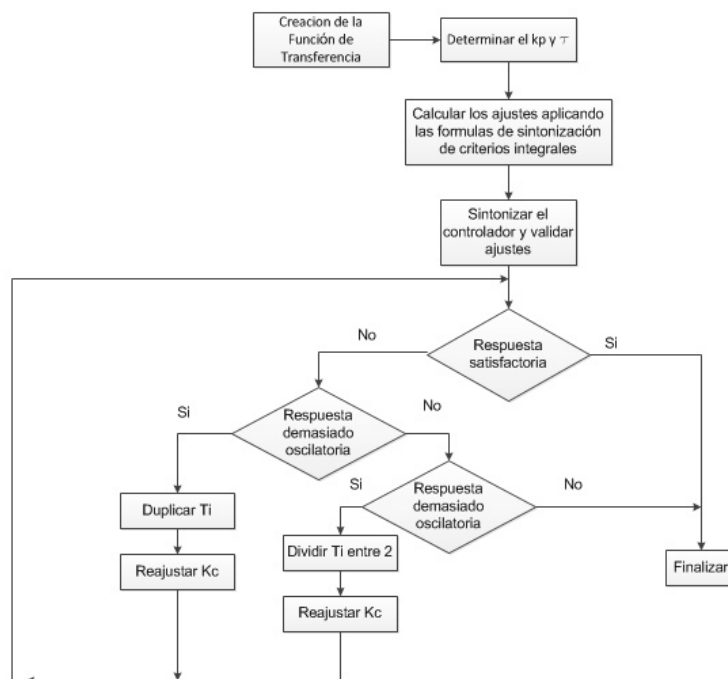 Creacion de la
Función de
Transferencia
Determinar el kp y τ
Calcular los ajustes aplicando
las formulas de sintonización
de criterios integrales
Sintonizar el
controlador y validar
ajustes
Respuesta
satisfactoria
No
Si
Respuesta
demasiado
oscilatoria
Si
No
Respuesta
demasiado
oscilatoria
Si
No
Duplicar Ti
Dividir Ti entre 2
Finalizar
Reajustar Kc
Reajustar Kc